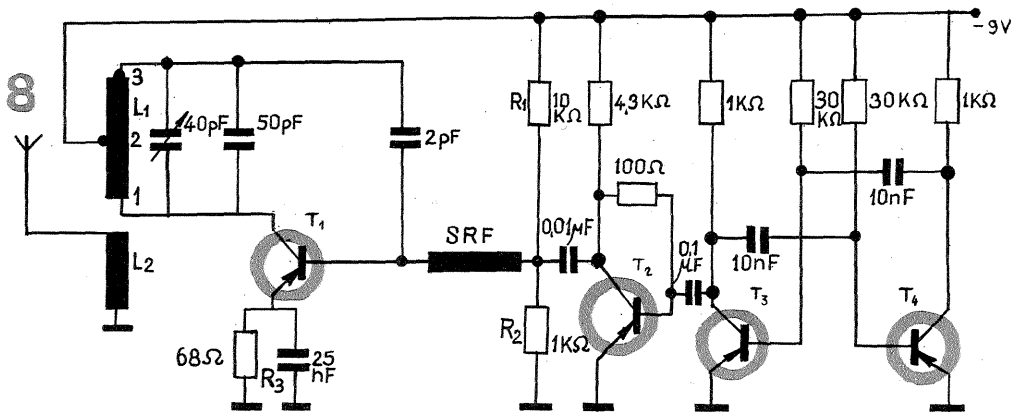 8
3
L1
2
1
40pF
50pF
2pF
L2
T1
68Ω
R3
25
nF
SRF
R1
10
KΩ
R2
1KΩ
0,01µF
4,3KΩ
100Ω
T2
0,1
µF
1KΩ
10nF
T3
30
KΩ
30KΩ
10nF
T4
1KΩ
-9V